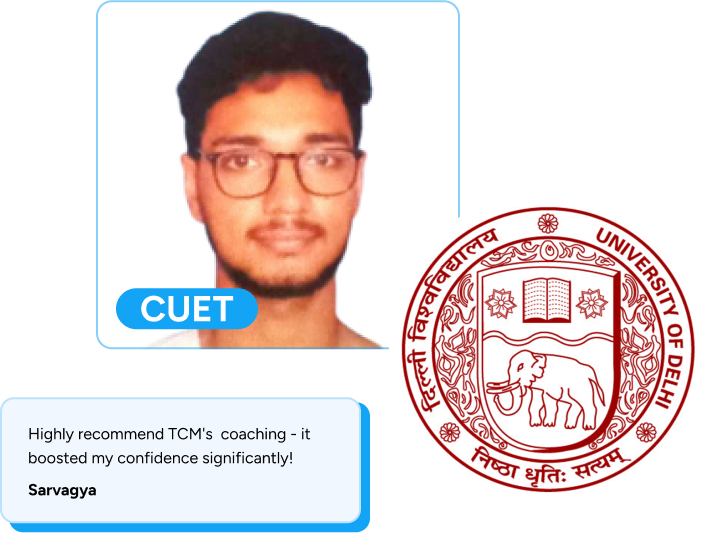 CUET
दिल्ली विश्वविद्यालय
UNIVERSITY OF DELHI
निष्ठा धृतिः सत्यम्
Highly recommend TCM's coaching - it
boosted my confidence significantly!
Sarvagya